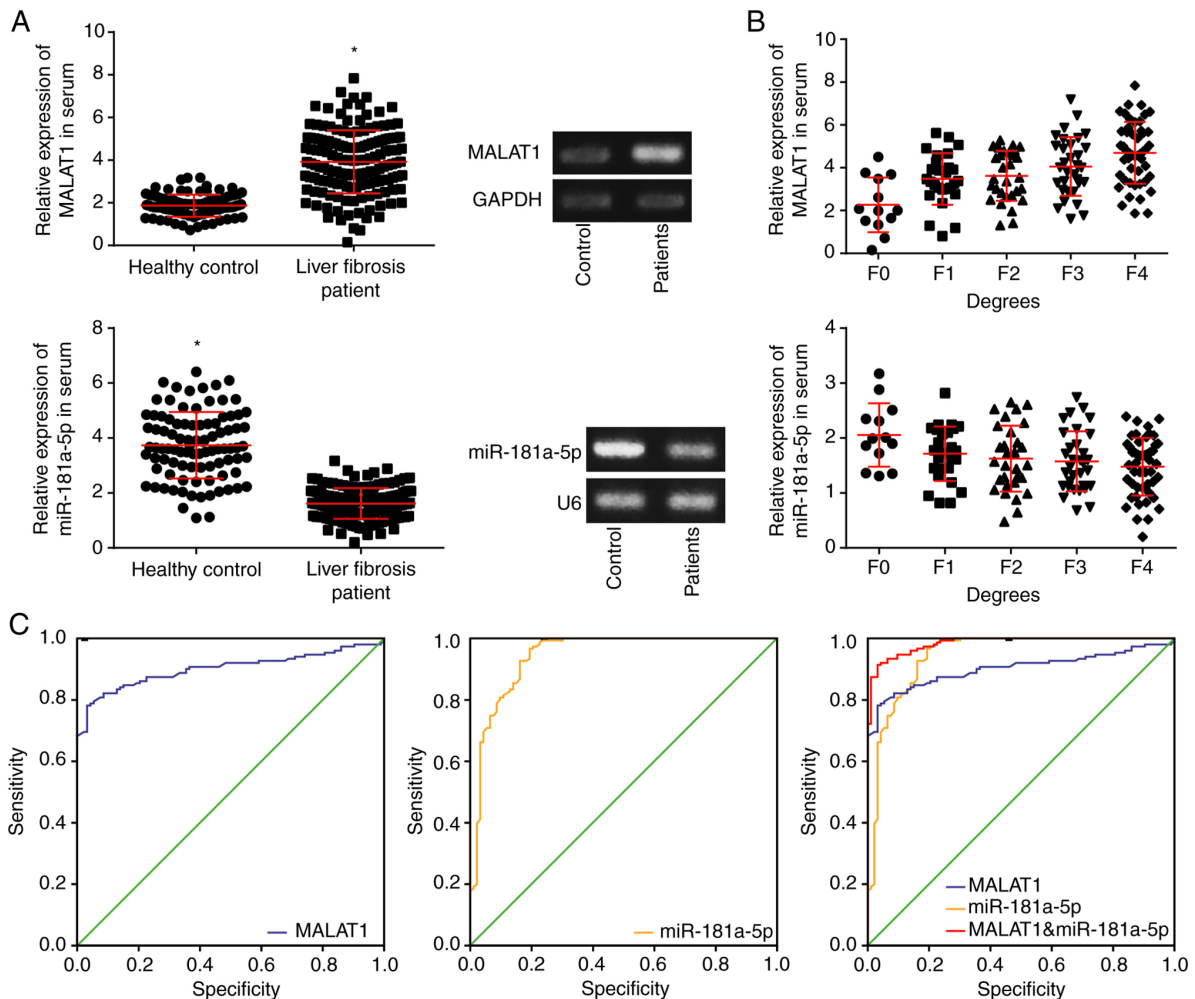 A
Relative expression of
MALAT1 in serum
10
8
6
4
2
0
*
Healthy control
Liver fibrosis
patient
MALAT1
GAPDH
Control
Patients
B
Relative expression of
MALAT1 in serum
10
8
6
4
2
0
F0 F1 F2 F3 F4
Degrees
Relative expression of
miR-181a-5p in serum
8
6
4
2
0
*
Healthy control
Liver fibrosis
patient
miR-181a-5p
U6
Control
Patients
Relative expression of
miR-181a-5p in serum
4
3
2
1
0
F0 F1 F2 F3 F4
Degrees
C
Sensitivity
1.0
0.8
0.6
0.4
0.2
0.0
0.0 0.2 0.4 0.6 0.8 1.0
Specificity
MALAT1
Sensitivity
1.0
0.8
0.6
0.4
0.2
0.0
0.0 0.2 0.4 0.6 0.8 1.0
Specificity
miR-181a-5p
Sensitivity
1.0
0.8
0.6
0.4
0.2
0.0
0.0 0.2 0.4 0.6 0.8 1.0
Specificity
MALAT1
miR-181a-5p
MALAT1&miR-181a-5p